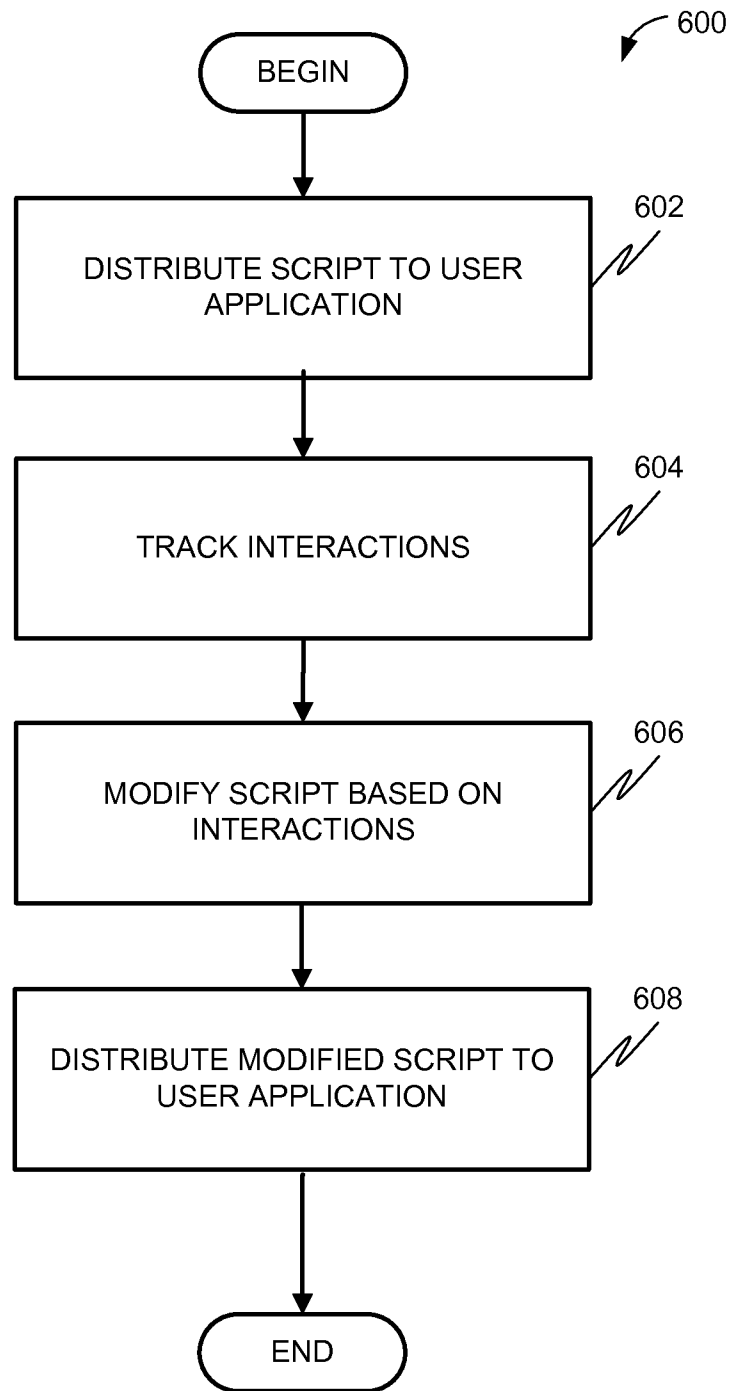 600
BEGIN
602
DISTRIBUTE SCRIPT TO USER
APPLICATION
604
TRACK INTERACTIONS
606
MODIFY SCRIPT BASED ON
INTERACTIONS
608
DISTRIBUTE MODIFIED SCRIPT TO
USER APPLICATION
END